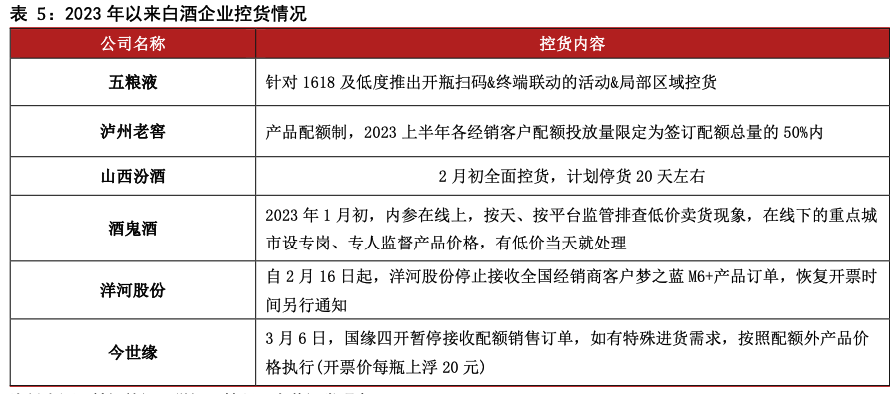 表 5：2023 年以来白酒企业控货情况
公司名称 控货内容
五粮液 针对 1618 及低度推出开瓶扫码&终端联动的活动&局部区域控货
泸州老窖 产品配额制，2023 上半年各经销客户配额投放量限定为签订配额总量的 50%内
山西汾酒 2 月初全面控货，计划停货 20 天左右
酒鬼酒 2023 年 1 月初，内参在线上，按天、按平台监管排查低价卖货现象，在线下的重点城
市设专岗、专人监督产品价格，有低价当天就处理
洋河股份 自 2 月 16 日起，洋河股份停止接收全国经销商客户梦之蓝 M6+产品订单，恢复开票时
间另行通知
今世缘 3 月 6 日，国缘四开暂停接收配额销售订单，如有特殊进货需求，按照配额外产品价
格执行(开票价每瓶上浮 20 元)